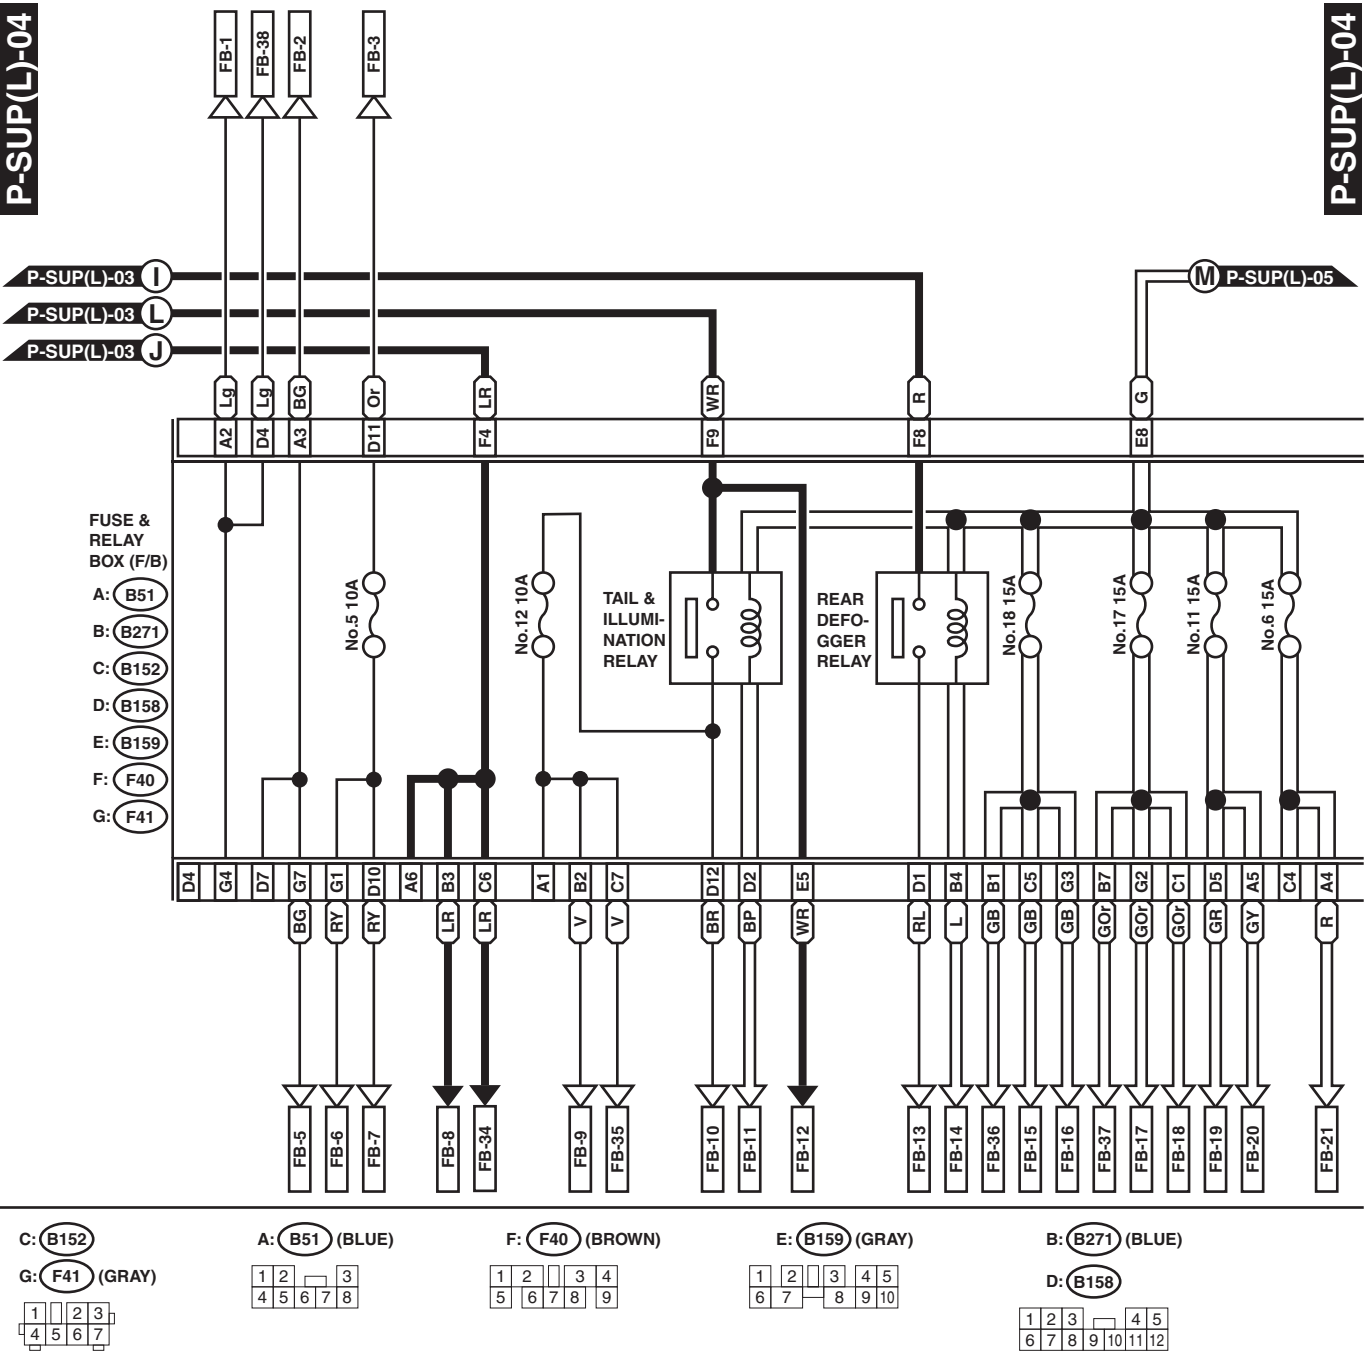 P-SUP(L)-04
P-SUP(L)-04
FB-1
FB-38
FB-2
FB-3
P-SUP(L)-03 I
M P-SUP(L)-05
P-SUP(L)-03 L
P-SUP(L)-03 J
Lg
Lg
BG
Or
LR
WR
R
G
A2
D4
A3
D11
F4
F9
F8
E8
FUSE &
RELAY
BOX (F/B)
A: B51
B: B271
C: B152
D: B158
E: B159
F: F40
G: F41
No.5 10A
No.12 10A
TAIL &
ILLUMI-
NATION
RELAY
REAR
DEFO-
GGER
RELAY
No.18 15A
No.17 15A
No.11 15A
No.6 15A
D4
G4
D7
G7
G1
D10
A6
B3
C6
A1
B2
C7
D12
D2
E5
D1
B4
B1
C5
G3
B7
G2
C1
D5
A5
C4
A4
BG
RY
RY
LR
LR
V
V
BR
BP
WR
RL
L
GB
GB
GB
GOr
GOr
GOr
GR
GY
R
FB-5
FB-6
FB-7
FB-8
FB-34
FB-9
FB-35
FB-10
FB-11
FB-12
FB-13
FB-14
FB-36
FB-15
FB-16
FB-37
FB-17
FB-18
FB-19
FB-20
FB-21
C: B152
G: F41 (GRAY)
1 2 3
4 5 6 7
A: B51 (BLUE)
1 2 3
4 5 6 7 8
F: F40 (BROWN)
1 2 3 4
5 6 7 8 9
E: B159 (GRAY)
1 2 3 4 5
6 7 8 9 10
B: B271 (BLUE)
D: B158
1 2 3 4 5
6 7 8 9 10 11 12